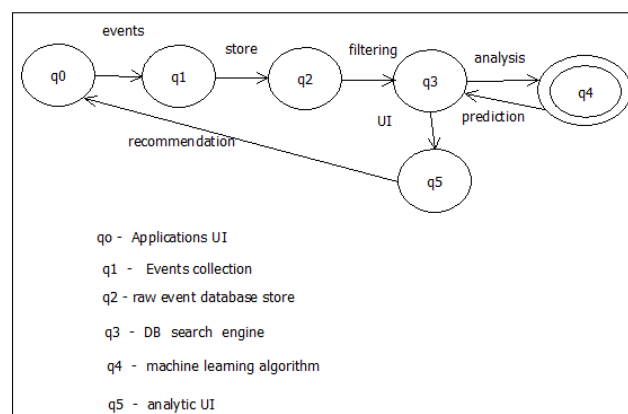 events
store
filtering
analysis
q0
q1
q2
q3
q4
UI
prediction
recommendation
q5
qo - Applications UI
q1 - Events collection
q2 - raw event database store
q3 - DB search engine
q4 - machine learning algorithm
q5 - analytic UI